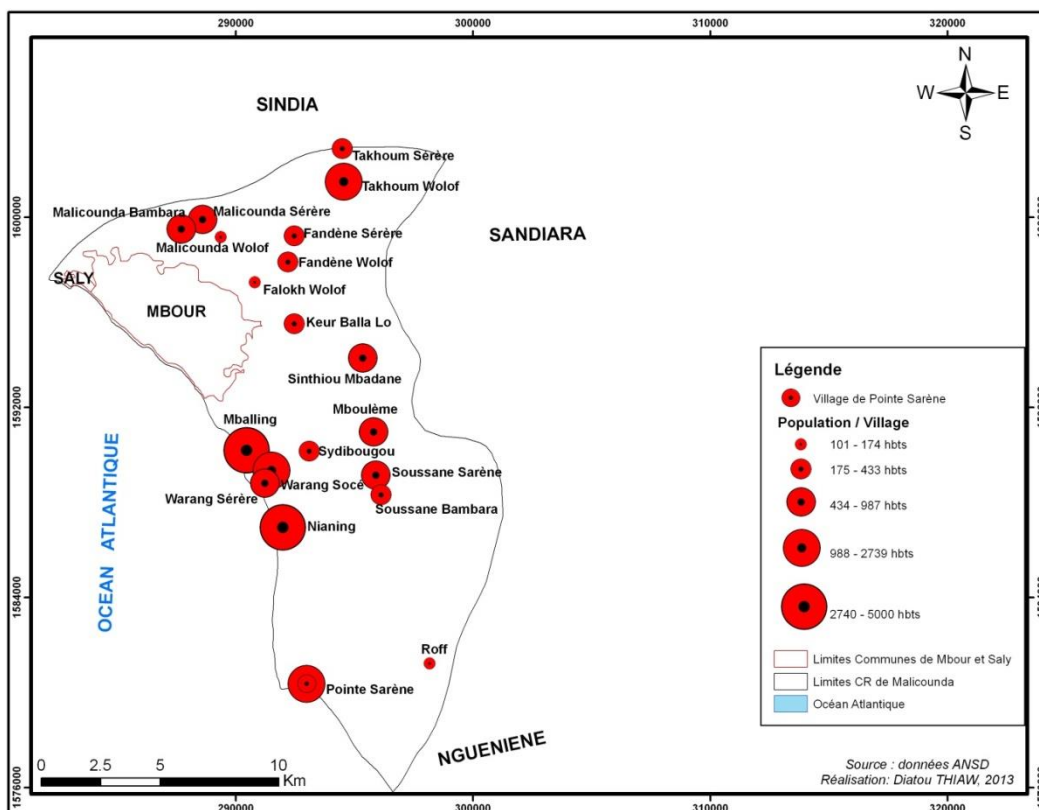 290000
300000
310000
320000
N
W
E
S
SINDIA
Takhoum Sérère
Takhoum Wolof
Malicounda Bambara
Malicounda Sérère
1600000
Malicounda Wolof
Fandène Sérère
SANDIARA
Fandène Wolof
SALY
Falokh Wolof
MBOUR
Keur Balla Lo
Sinthiou Mbadane
1592000
Mballing
Mboulème
Sydibougou
Soussane Sarène
Warang Socé
Warang Sérère
Soussane Bambara
Nianing
OCEAN ATLANTIQUE
1584000
Roff
Pointe Sarène
NGUENIENE
Légende
Village de Pointe Sarène
Population / Village
101 - 174 hbts
175 - 433 hbts
434 - 987 hbts
988 - 2739 hbts
2740 - 5000 hbts
Limites Communes de Mbour et Saly
Limites CR de Malicounda
Océan Atlantique
0
2.5
5
10
Km
Source : données ANSD
Réalisation: Diatou THIAW, 2013
1576000
290000
300000
310000
320000